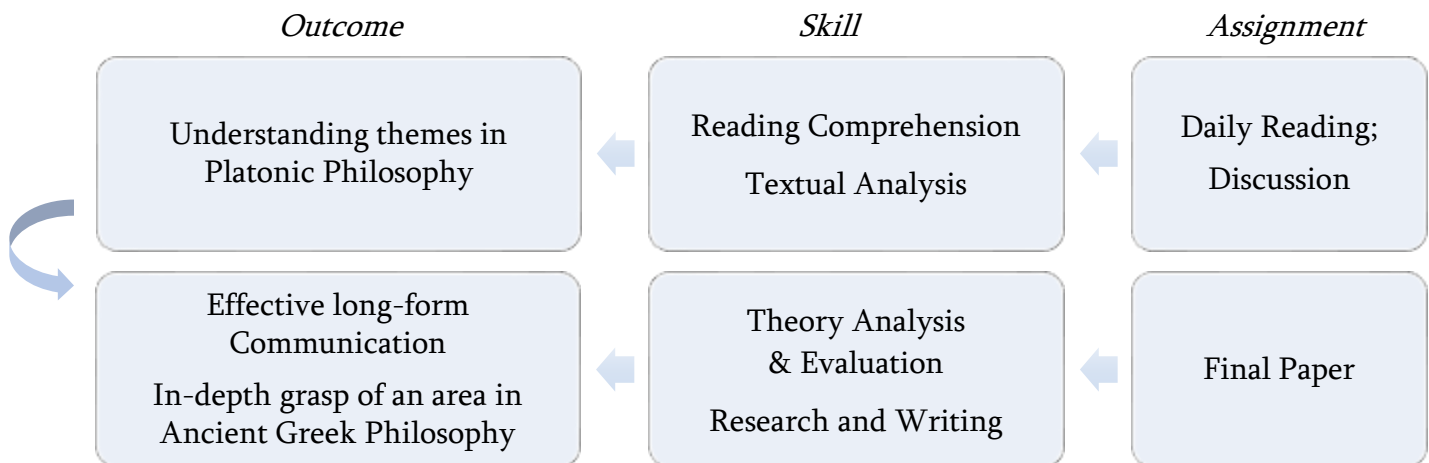 Outcome
Skill
Assignment
Understanding themes in
Platonic Philosophy
Reading Comprehension
Textual Analysis
Daily Reading;
Discussion
Effective long-form
Communication
In-depth grasp of an area in
Ancient Greek Philosophy
Theory Analysis
& Evaluation
Research and Writing
Final Paper